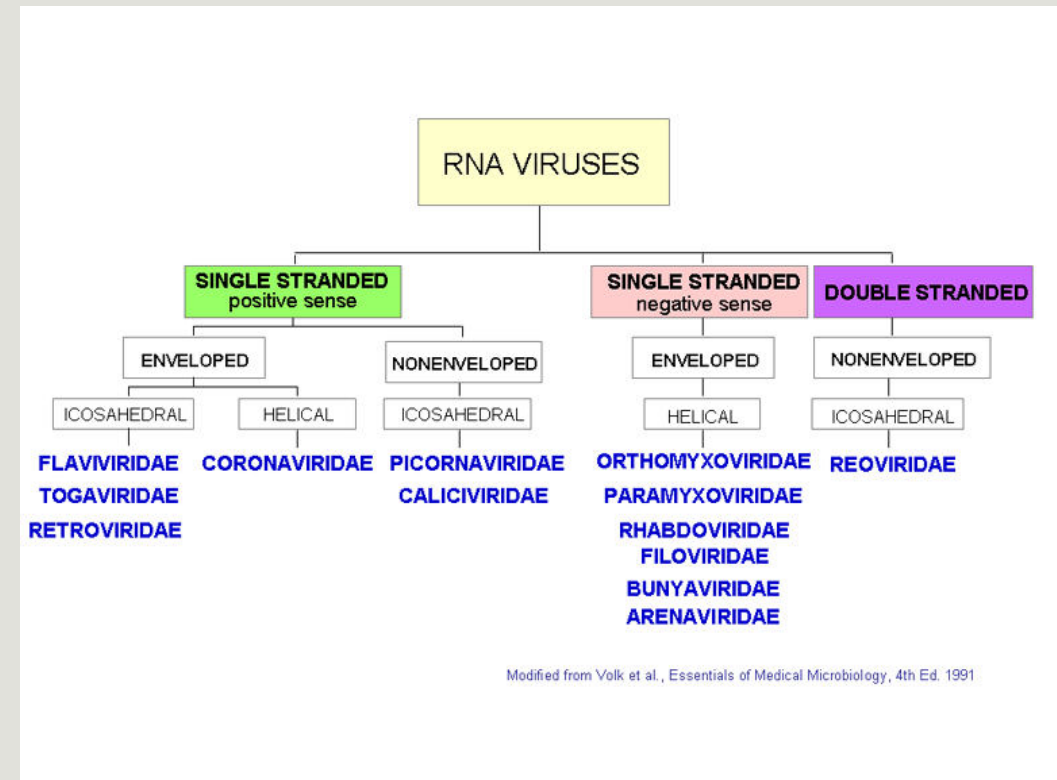 RNA VIRUSES
SINGLE STRANDED
positive sense
SINGLE STRANDED
negative sense
DOUBLE STRANDED
ENVELOPED
NONENVELOPED
ENVELOPED
NONENVELOPED
ICOSAHEDRAL
HELICAL
ICOSAHEDRAL
HELICAL
ICOSAHEDRAL
FLAVIVIRIDAE
TOGAVIRIDAE
RETROVIRIDAE
CORONAVIRIDAE
PICORNAVIRIDAE
CALICIVIRIDAE
ORTHOMYXOVIRIDAE
PARAMYXOVIRIDAE
RHABDOVIRIDAE
FILOVIRIDAE
BUNYAVIRIDAE
ARENAVIRIDAE
REOVIRIDAE
Modified from Volk et al., Essentials of Medical Microbiology, 4th Ed. 1991